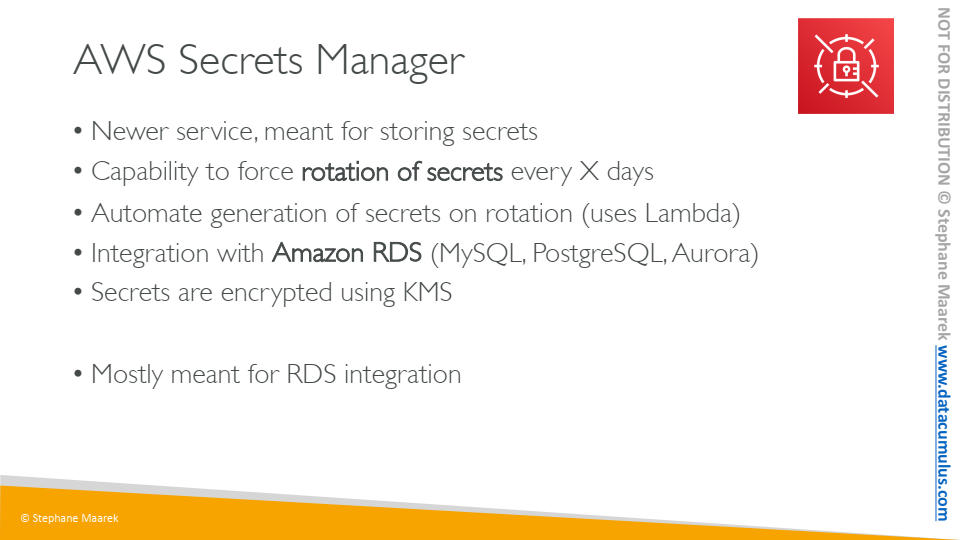 AWS Secrets Manager
• Newer service, meant for storing secrets
• Capability to force rotation of secrets every X days
• Automate generation of secrets on rotation (uses Lambda)
• Integration with Amazon RDS (MySQL, PostgreSQL, Aurora)
• Secrets are encrypted using KMS
• Mostly meant for RDS integration
© Stephane Maarek
NOT FOR DISTRIBUTION © Stephane Maarek www.datacumulus.com